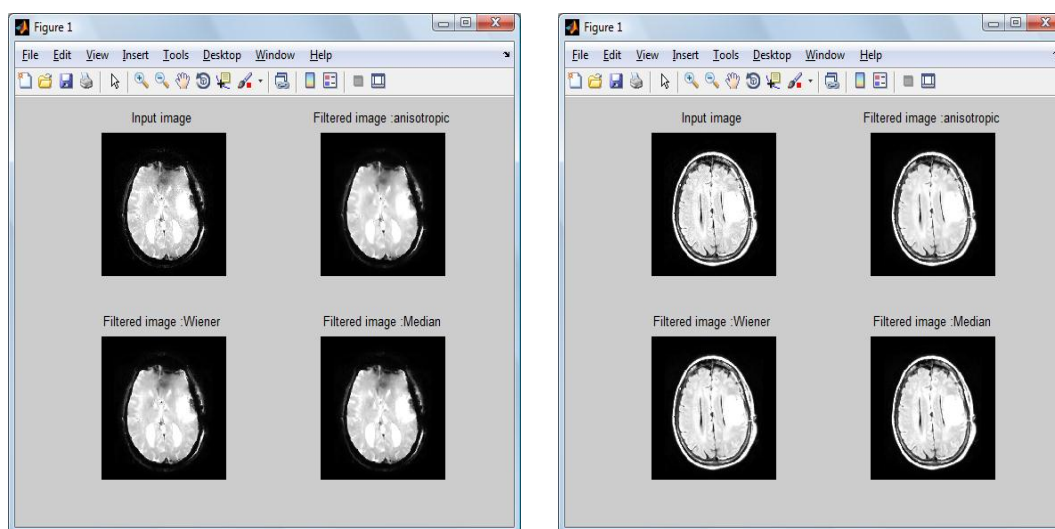 Figure 1
File Edit View Insert Tools Desktop Window Help
Input image
Filtered image :anisotropic
Filtered image :Wiener
Filtered image :Median
Figure 1
File Edit View Insert Tools Desktop Window Help
Input image
Filtered image :anisotropic
Filtered image :Wiener
Filtered image :Median